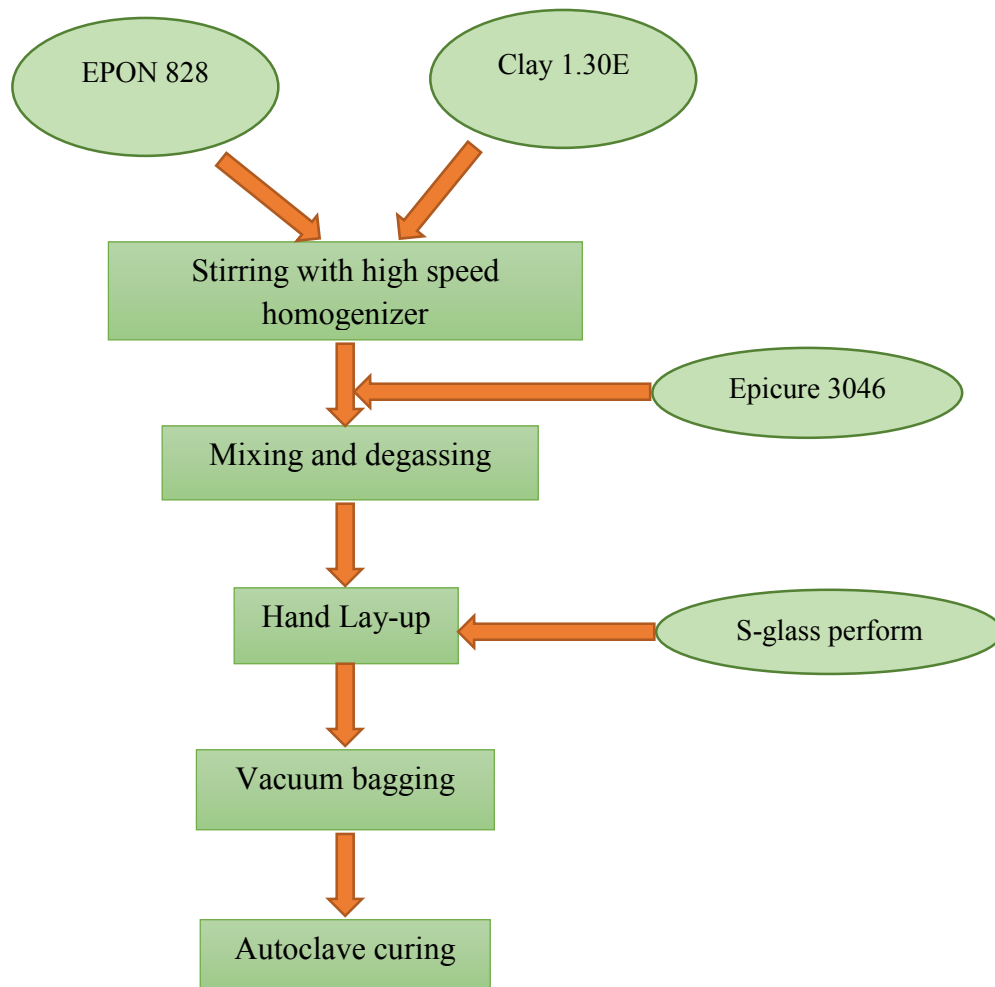 EPON 828
Clay 1.30E
Stirring with high speed
homogenizer
Epicure 3046
Mixing and degassing
Hand Lay-up
S-glass perform
Vacuum bagging
Autoclave curing